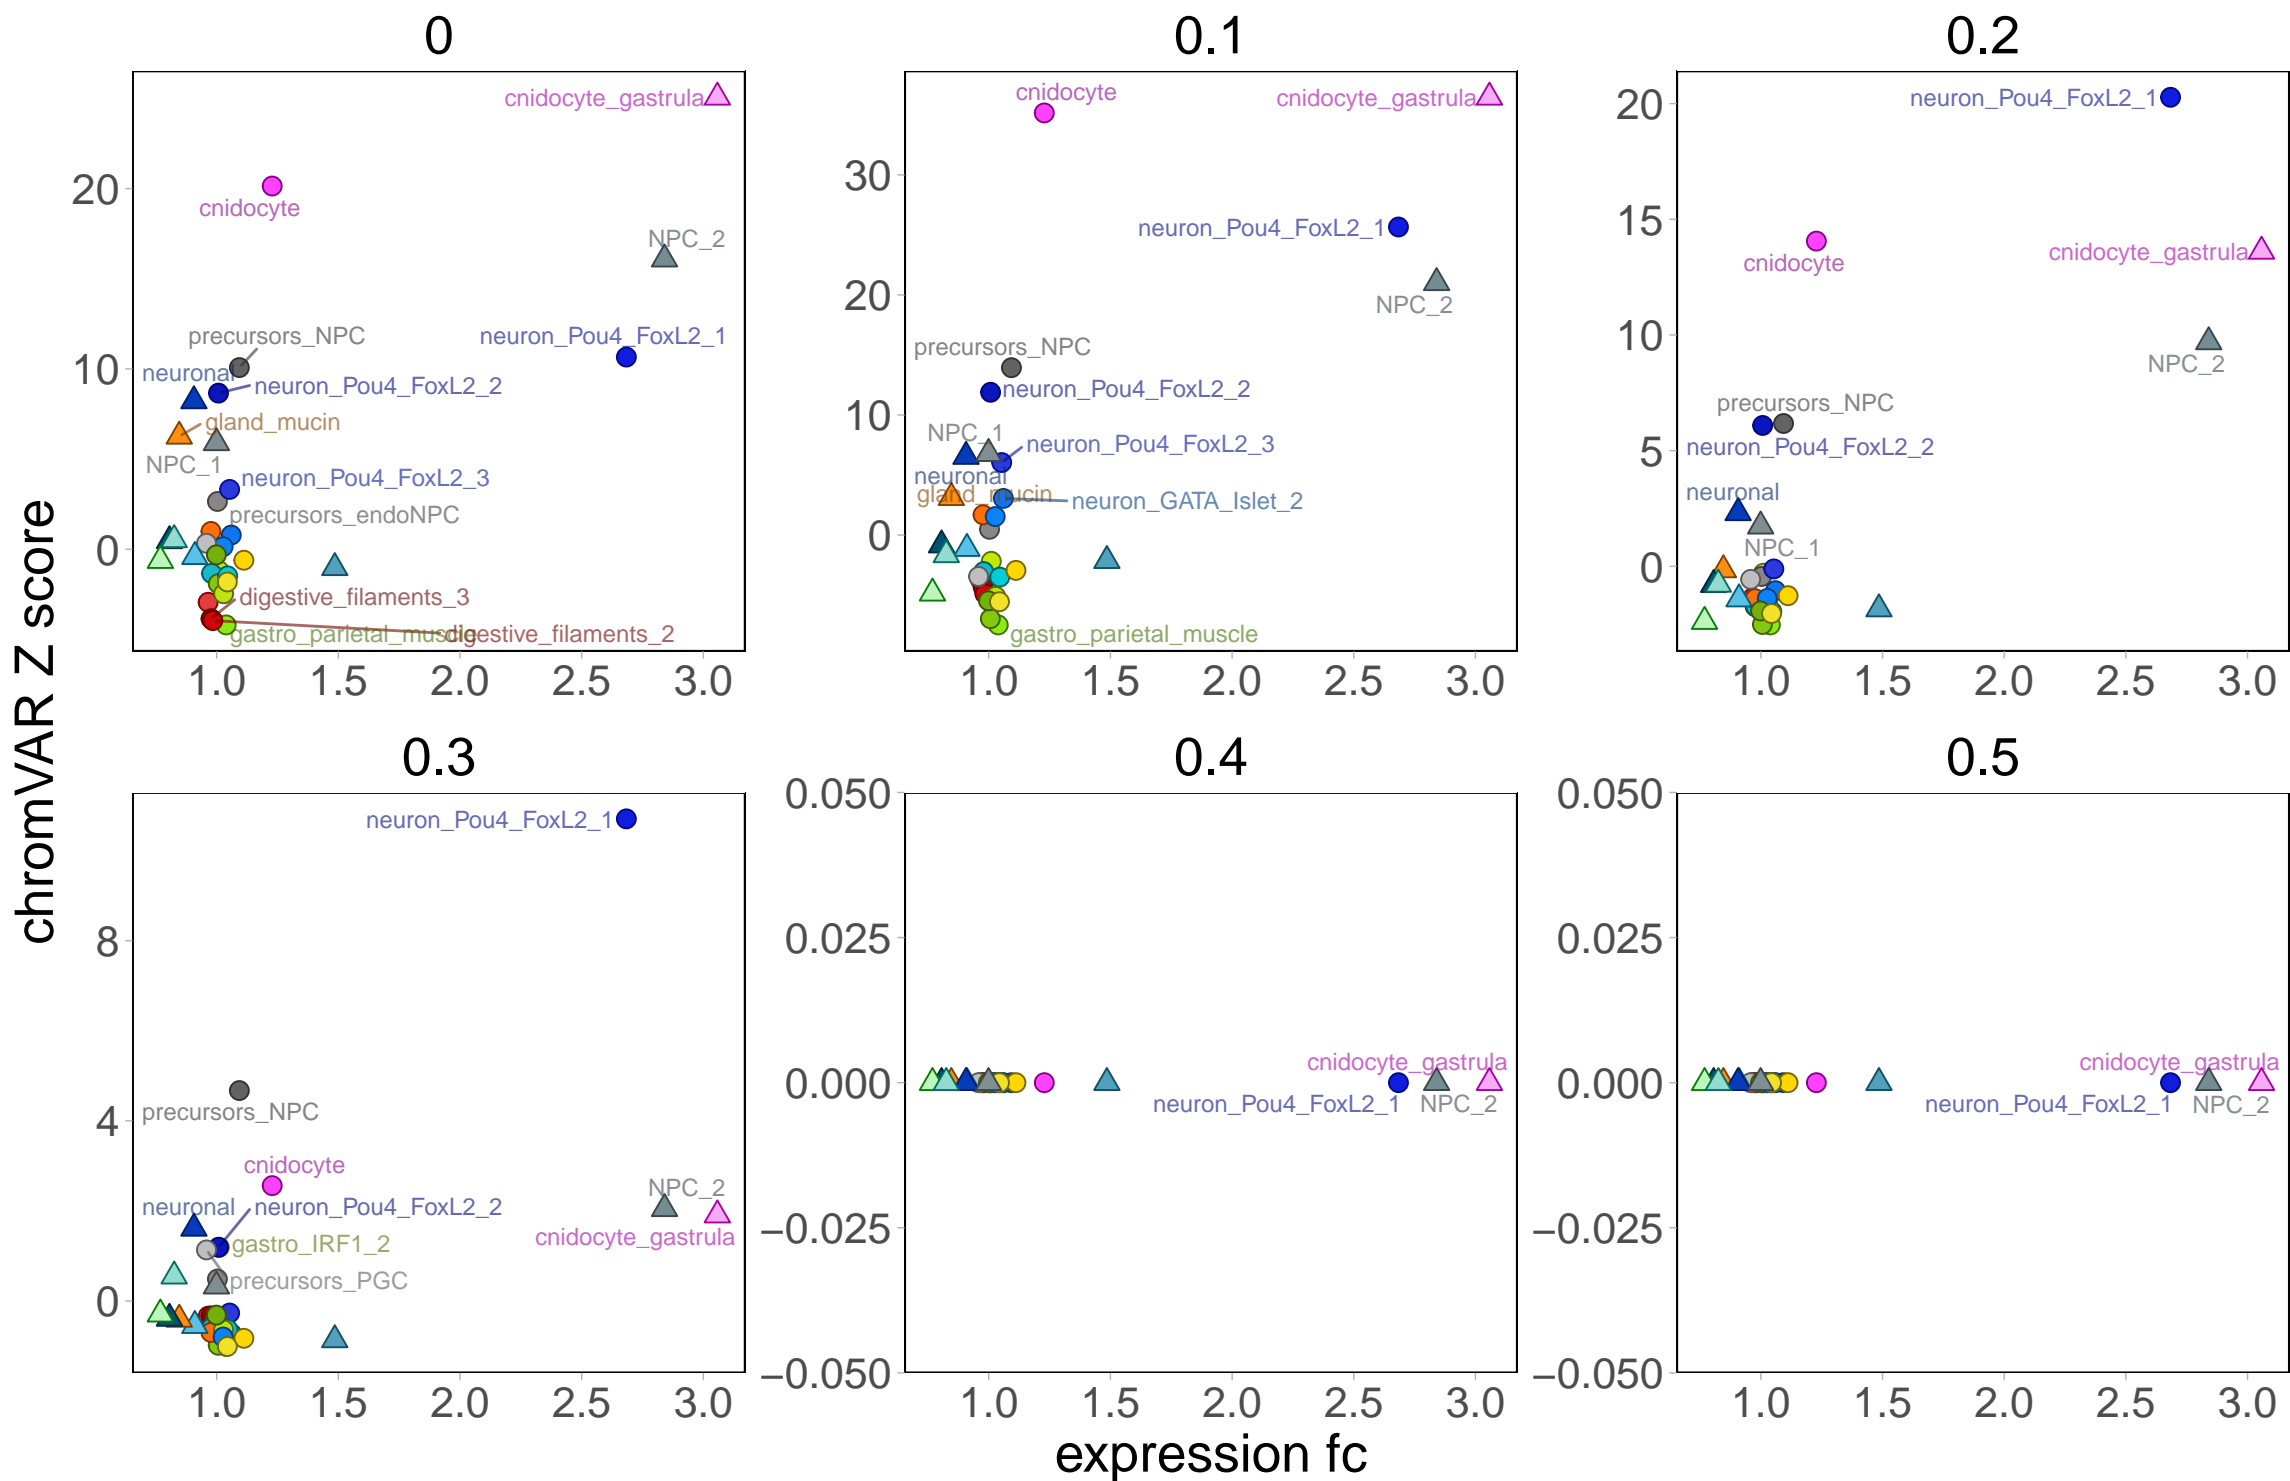 0
cnidocyte_gastrula
20
cnidocyte
NPC_2
precursors_NPC
neuron_Pou4_FoxL2_1
10
neuronal
neuron_Pou4_FoxL2_2
gland_mucin
NPC_1
neuron_Pou4_FoxL2_3
precursors_endoNPC
0
digestive_filaments_3
gastro_parietal_muscle
digestive_filaments_2
1.0 1.5 2.0 2.5 3.0
0.1
cnidocyte
cnidocyte_gastrula
30
neuron_Pou4_FoxL2_1
20
NPC_2
precursors_NPC
neuron_Pou4_FoxL2_2
10
NPC_1
neuron_Pou4_FoxL2_3
neuronal
gland_mucin
neuron_GATA_Islet_2
0
gastro_parietal_muscle
1.0 1.5 2.0 2.5 3.0
0.2
20
neuron_Pou4_FoxL2_1
15
cnidocyte
cnidocyte_gastrula
10
NPC_2
precursors_NPC
5
neuron_Pou4_FoxL2_2
neuronal
NPC_1
0
1.0 1.5 2.0 2.5 3.0
chromVAR Z score
0.3
neuron_Pou4_FoxL2_1
8
4
precursors_NPC
cnidocyte
NPC_2
neuronal
neuron_Pou4_FoxL2_2
cnidocyte_gastrula
gastro_IRF1_2
precursors_PGC
0
1.0 1.5 2.0 2.5 3.0
0.4
0.050
0.025
cnidocyte_gastrula
0.000
neuron_Pou4_FoxL2_1
NPC_2
−0.025
−0.050
1.0 1.5 2.0 2.5 3.0
0.5
0.050
0.025
cnidocyte_gastrula
0.000
neuron_Pou4_FoxL2_1
NPC_2
−0.025
−0.050
1.0 1.5 2.0 2.5 3.0
expression fc